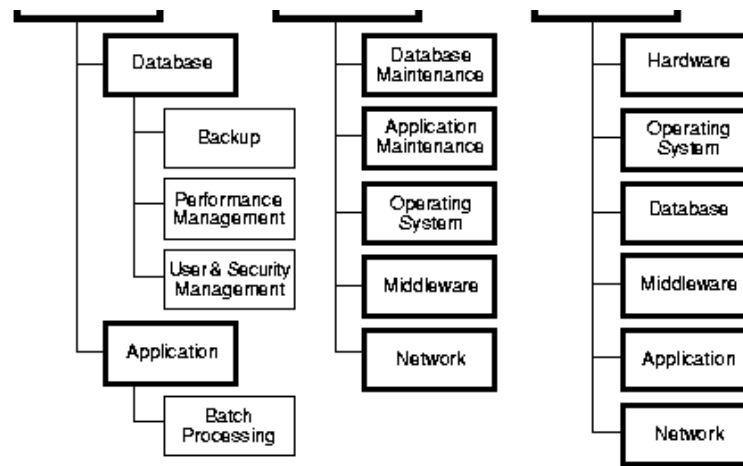 Database
Backup
Performance
Management
User & Security
Management
Application
Batch
Processing
Database
Maintenance
Application
Maintenance
Operating
System
Middleware
Network
Hardware
Operating
System
Database
Middleware
Application
Network